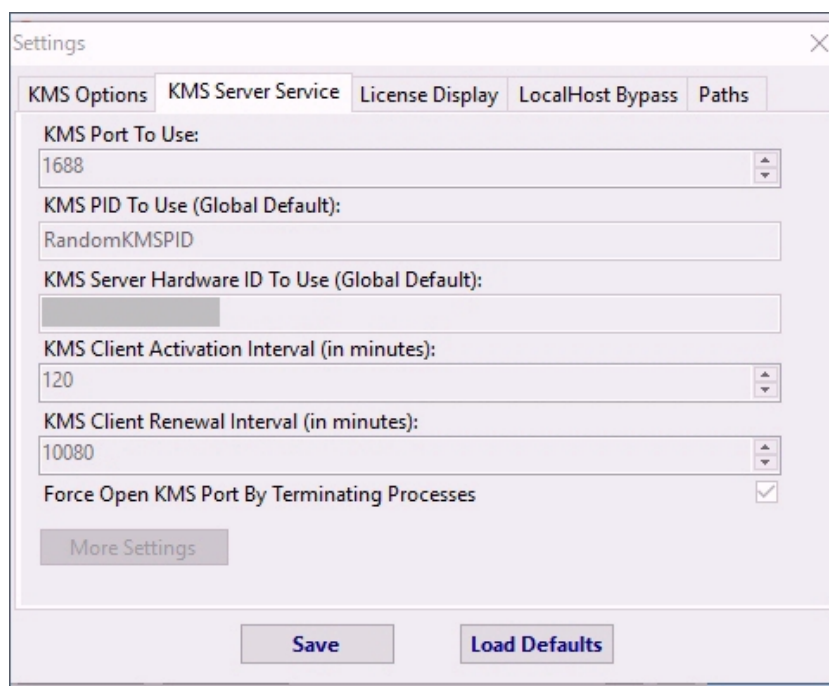 Settings
KMS Options KMS Server Service License Display LocalHost Bypass Paths
KMS Port To Use:
1688
KMS PID To Use (Global Default):
RandomKMSPID
KMS Server Hardware ID To Use (Global Default):
KMS Client Activation Interval (in minutes):
120
KMS Client Renewal Interval (in minutes):
10080
Force Open KMS Port By Terminating Processes
More Settings
Save Load Defaults